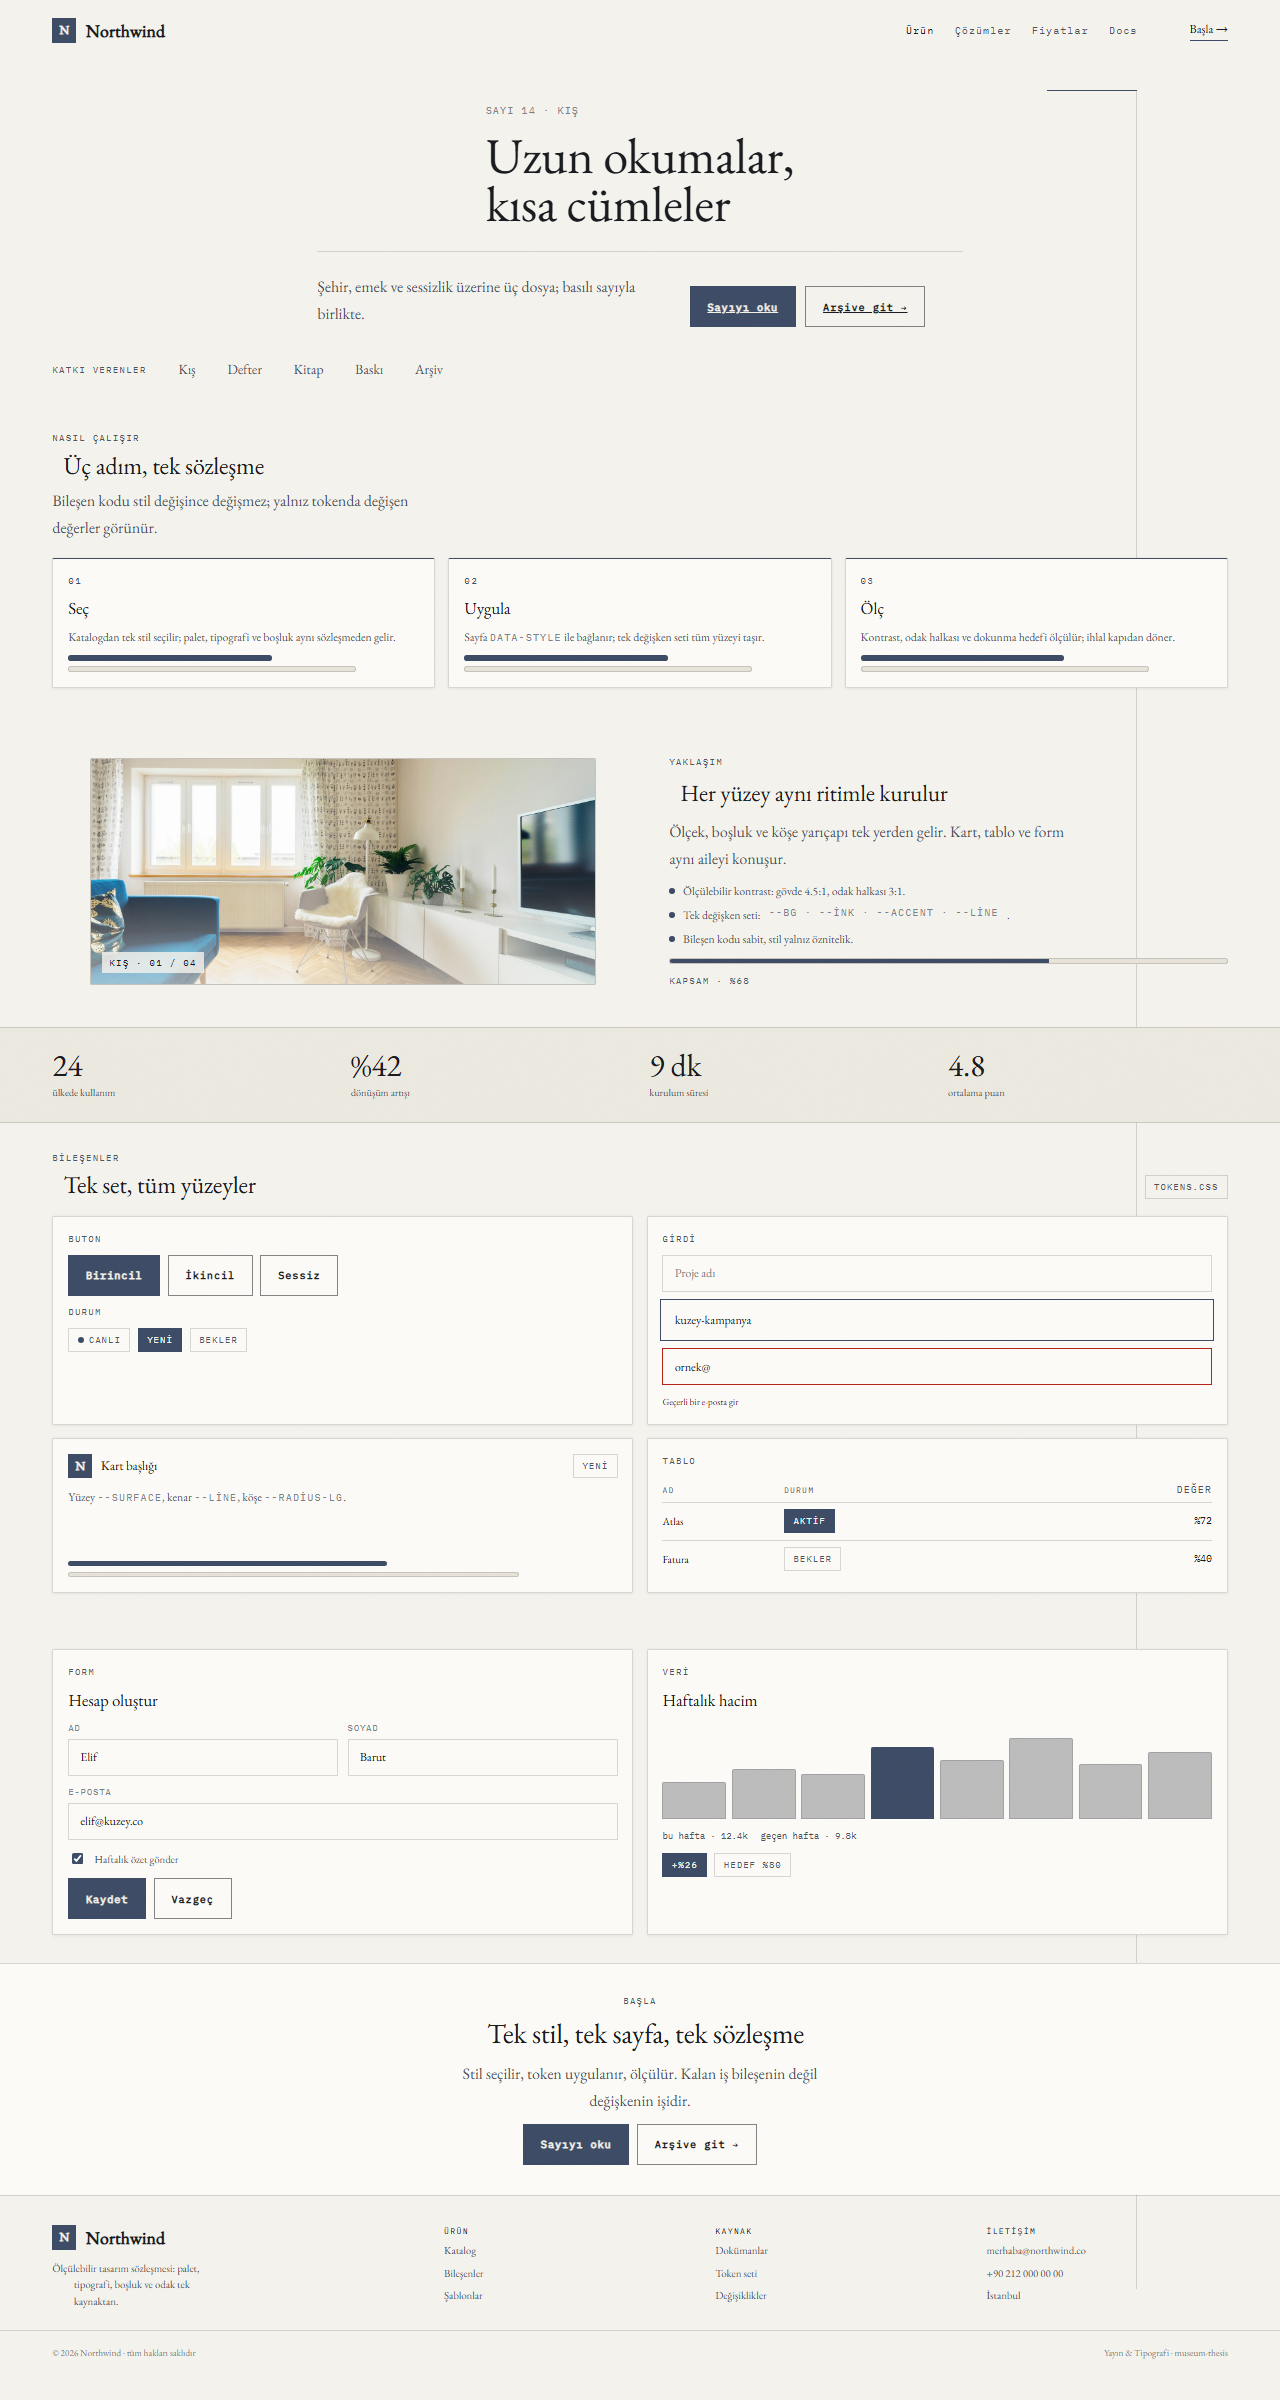 N Northwind
Ürün Çözümler Fiyatlar Docs Başla →
SAYI 14 · KIŞ
Uzun okumalar,
kısa cümleler
Şehir, emek ve sessizlik üzerine üç dosya; basılı sayıyla
birlikte.
Sayıyı oku Arşive git →
KATKI VERENLER Kış Defter Kitap Baskı Arşiv
NASIL ÇALIŞIR
Üç adım, tek sözleşme
Bileşen kodu stil değişince değişmez; yalnız tokenda değişen
değerler görünür.
01
Seç
Katalogdan tek stil seçilir; palet, tipografi ve boşluk aynı sözleşmeden gelir.
02
Uygula
Sayfa DATA-STYLE ile bağlanır; tek değişken seti tüm yüzeyi taşır.
03
Ölç
Kontrast, odak halkası ve dokunma hedefi ölçülür; ihlal kapıdan döner.
KIŞ · 01 / 04
YAKLAŞIM
Her yüzey aynı ritimle kurulur
Ölçek, boşluk ve köşe yarıçapı tek yerden gelir. Kart, tablo ve form
aynı aileyi konuşur.
Ölçülebilir kontrast: gövde 4.5:1, odak halkası 3:1.
Tek değişken seti: --BG · --İNK · --ACCENT · --LİNE .
Bileşen kodu sabit, stil yalnız öznitelik.
KAPSAM · %68
24
ülkede kullanım
%42
dönüşüm artışı
9 dk
kurulum süresi
4.8
ortalama puan
BİLEŞENLER
Tek set, tüm yüzeyler
TOKENS.CSS
BUTON
Birincil İkincil Sessiz
DURUM
CANLI YENİ BEKLER
GİRDİ
Proje adı
kuzey-kampanya
ornek@
Geçerli bir e-posta gir
N Kart başlığı YENİ
Yüzey --SURFACE, kenar --LİNE, köşe --RADİUS-LG.
TABLO
AD DURUM DEĞER
Atlas AKTİF %72
Fatura BEKLER %40
FORM
Hesap oluştur
AD SOYAD
Elif Barut
E-POSTA
elif@kuzey.co
Haftalık özet gönder
Kaydet Vazgeç
VERİ
Haftalık hacim
bu hafta · 12.4k geçen hafta · 9.8k
+%26 HEDEF %80
BAŞLA
Tek stil, tek sayfa, tek sözleşme
Stil seçilir, token uygulanır, ölçülür. Kalan iş bileşenin değil
değişkenin işidir.
Sayıyı oku Arşive git →
N Northwind
Ölçülebilir tasarım sözleşmesi: palet,
tipografi, boşluk ve odak tek
kaynaktan.
ÜRÜN
Katalog
Bileşenler
Şablonlar
KAYNAK
Dokümanlar
Token seti
Değişiklikler
İLETİŞİM
merhaba@northwind.co
+90 212 000 00 00
İstanbul
© 2026 Northwind · tüm hakları saklıdır
Yayın & Tipografi · museum-thesis